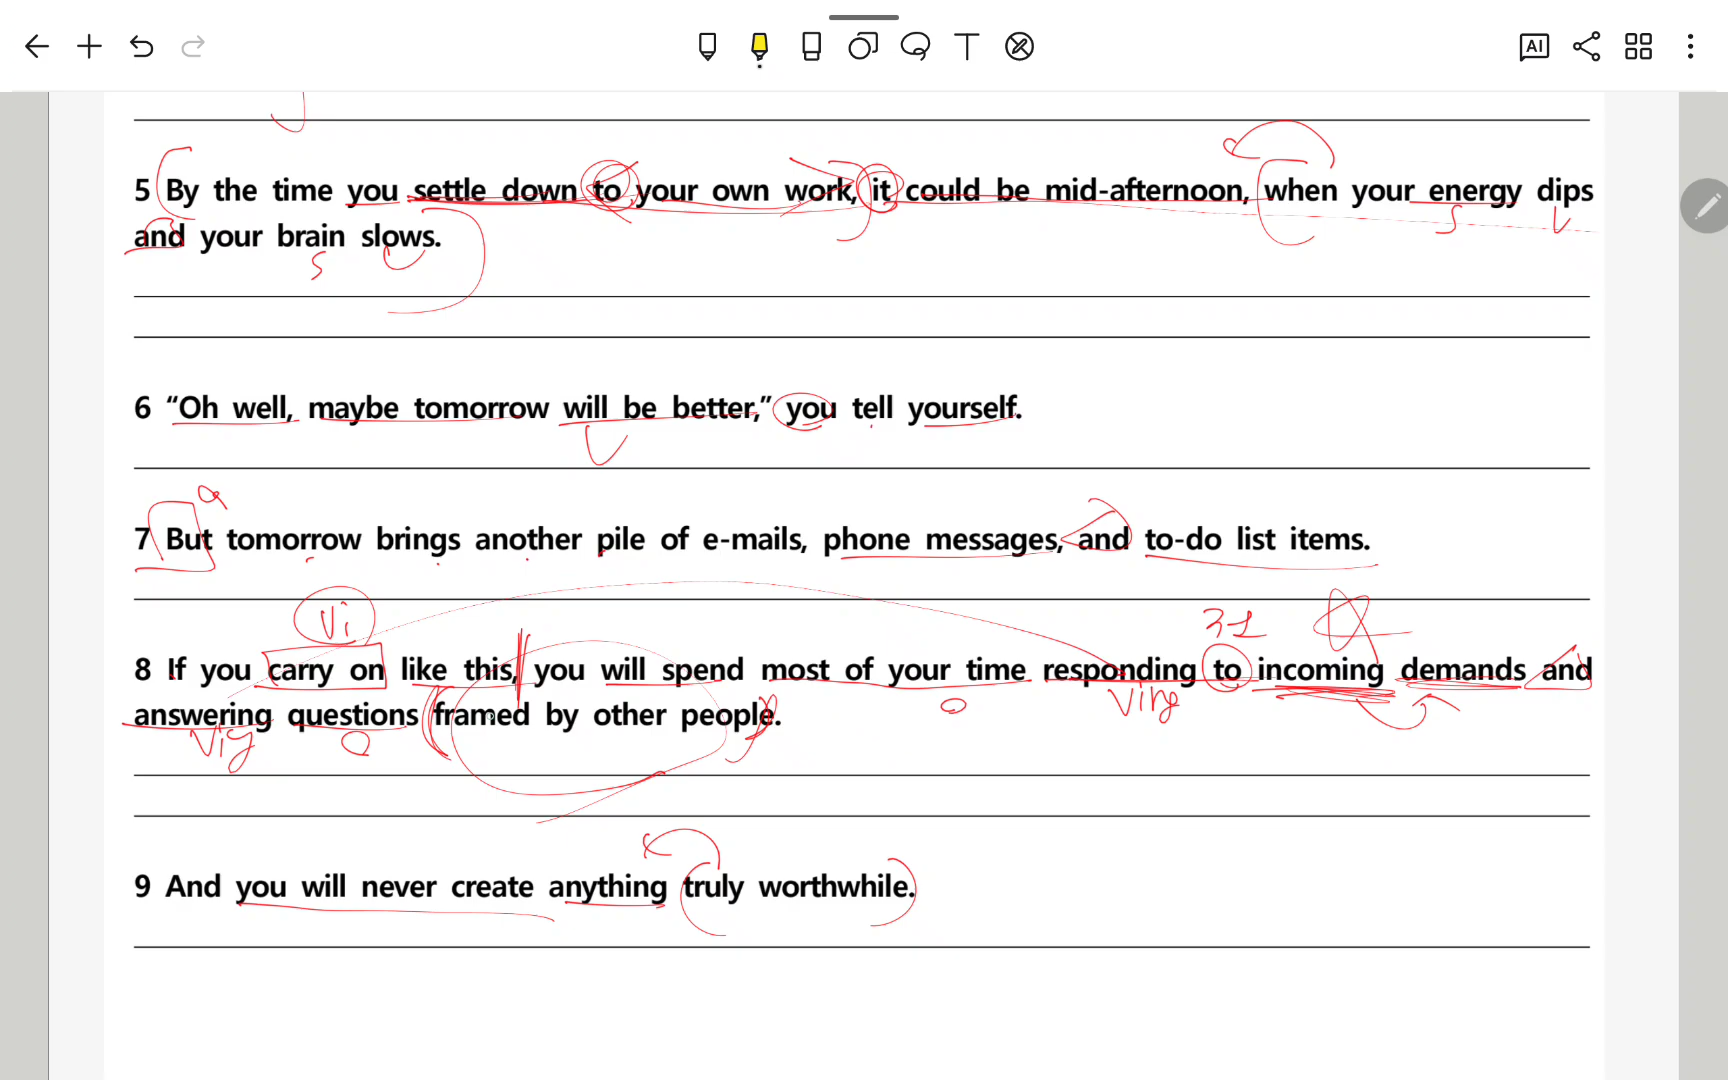 AI
5 By the time you settle down to your own work, it could be mid-afternoon, when your energy dips
S V
and your brain slows.
S
6 “Oh well, maybe tomorrow will be better,” you tell yourself.
V
7 But tomorrow brings another pile of e-mails, phone messages, and to-do list items.
Vi
8 If you carry on like this, you will spend most of your time responding to incoming demands and
O Ving
answering questions framed by other people.
Ving O
9 And you will never create anything truly worthwhile.